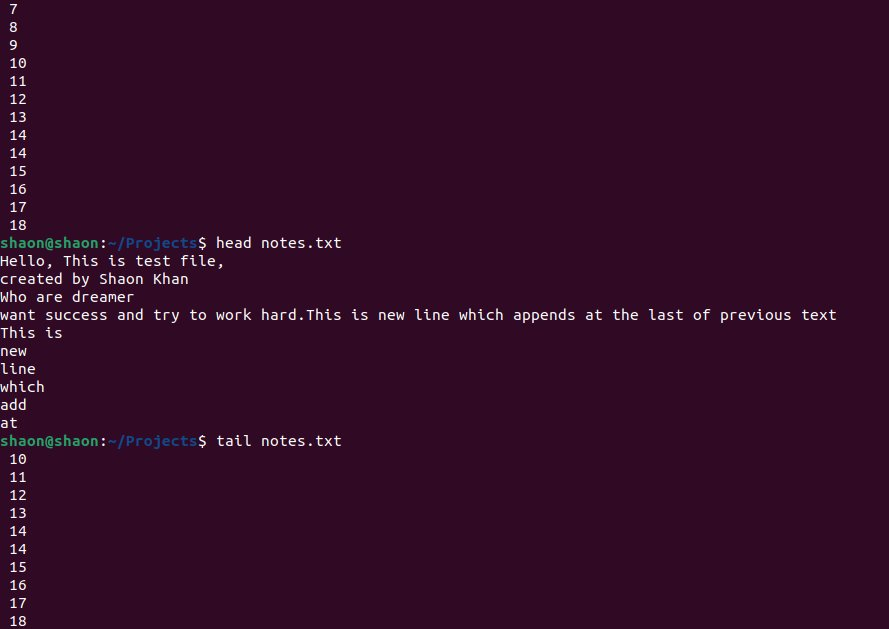 7
8
9
10
11
12
13
14
14
15
16
17
18
shaon@shaon:~/Projects$ head notes.txt
Hello, This is test file,
created by Shaon Khan
Who are dreamer
want success and try to work hard.This is new line which appends at the last of previous text
This is
new
line
which
add
at
shaon@shaon:~/Projects$ tail notes.txt
10
11
12
13
14
14
15
16
17
18